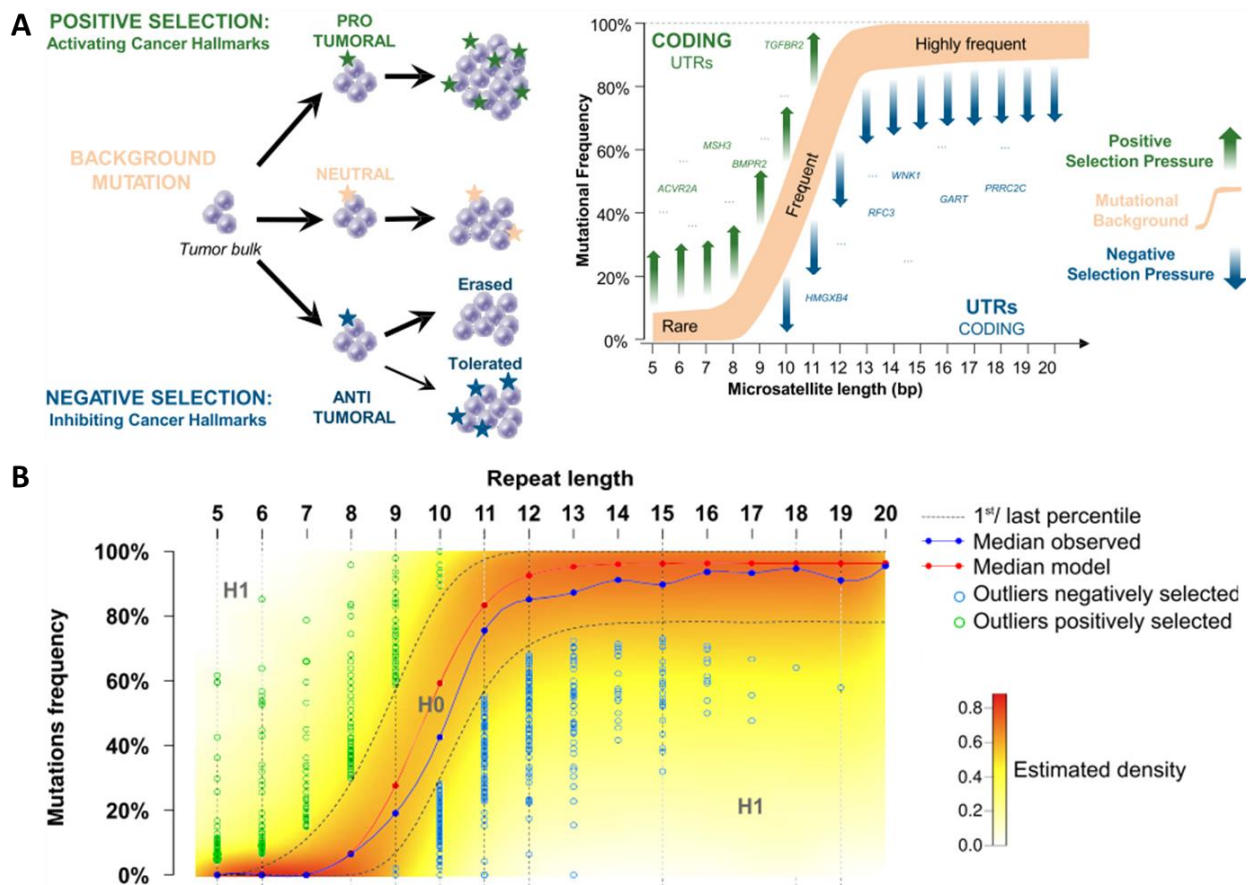 A
POSITIVE SELECTION:
Activating Cancer Hallmarks
PRO
TUMORAL
BACKGROUND
MUTATION
NEUTRAL
Tumor bulk
Erased
Tolerated
NEGATIVE SELECTION:
Inhibiting Cancer Hallmarks
ANTI
TUMORAL
Mutational Frequency
100%
80%
60%
40%
20%
0%
CODING
UTRs
TGFBR2
...
MSH3
...
BMPR2
...
ACVR2A
...
...
...
Highly frequent
Frequent
Rare
...
...
...
WNK1
PRRC2C
GART
RFC3
...
...
HMGXB4
UTRs
CODING
5 6 7 8 9 10 11 12 13 14 15 16 17 18 19 20
Microsatellite length (bp)
Positive
Selection Pressure
Mutational
Background
Negative
Selection Pressure
B
Repeat length
5 6 7 8 9 10 11 12 13 14 15 16 17 18 19 20
Mutations frequency
100%
80%
60%
40%
20%
0%
H1
H0
H1
1st/ last percentile
Median observed
Median model
Outliers negatively selected
Outliers positively selected
0.8
0.6
0.4
0.2
0.0
Estimated density